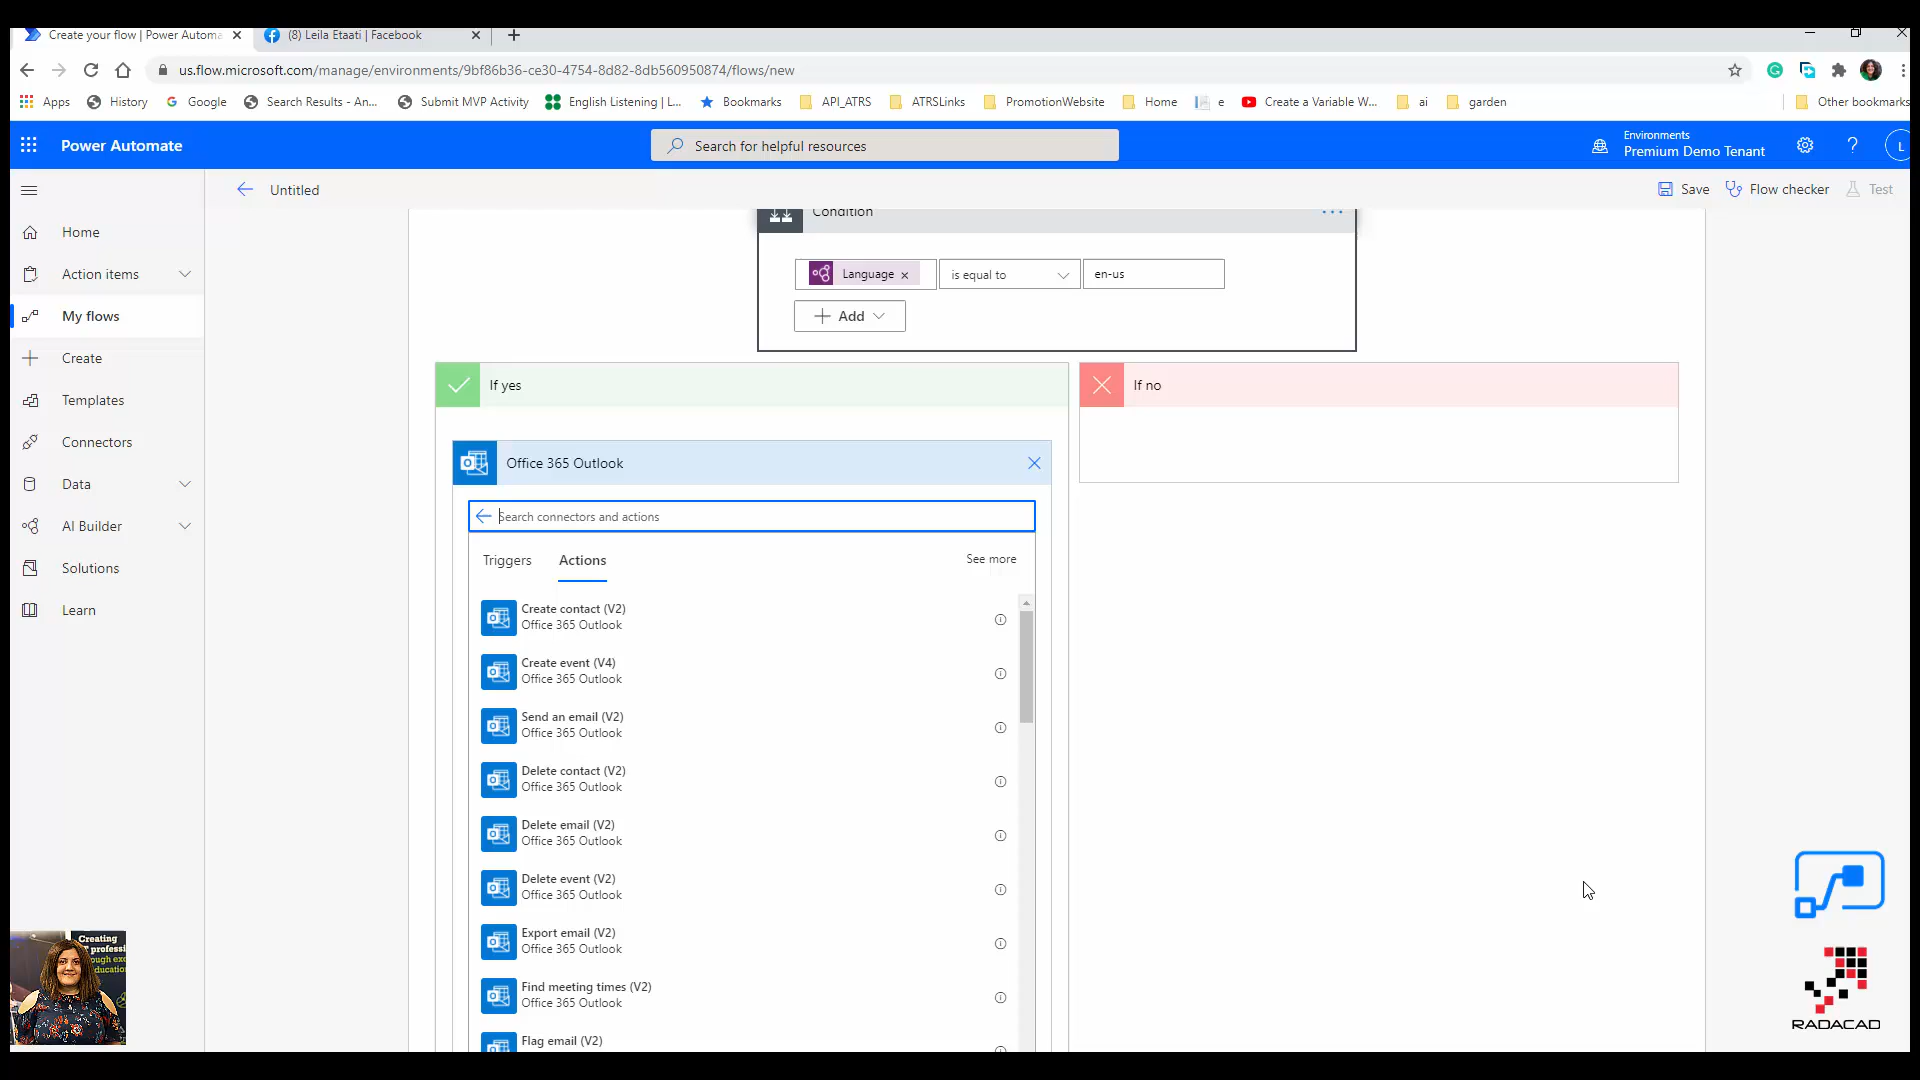 Create your flow | Power Automa
(8) Leila Etaati | Facebook
us.flow.microsoft.com/manage/environments/9bf86b36-ce30-4754-8d82-8db560950874/flows/new
Apps
History
Google
Search Results - An...
Submit MVP Activity
English Listening | L...
Bookmarks
API_ATRS
ATRSLinks
PromotionWebsite
Home
e
Create a Variable W...
ai
garden
Other bookmarks
Power Automate
Search for helpful resources
Environments
Premium Demo Tenant
?
L
Untitled
Save
Flow checker
Test
Home
Action items
My flows
Create
Templates
Connectors
Data
AI Builder
Solutions
Learn
Condition
Language
is equal to
en-us
Add
If yes
If no
Office 365 Outlook
Search connectors and actions
Triggers
Actions
See more
Create contact (V2)
Office 365 Outlook
Create event (V4)
Office 365 Outlook
Send an email (V2)
Office 365 Outlook
Delete contact (V2)
Office 365 Outlook
Delete email (V2)
Office 365 Outlook
Delete event (V2)
Office 365 Outlook
Export email (V2)
Office 365 Outlook
Find meeting times (V2)
Office 365 Outlook
Flag email (V2)
Creating
profess
ough ex
ducatio
RADACAD